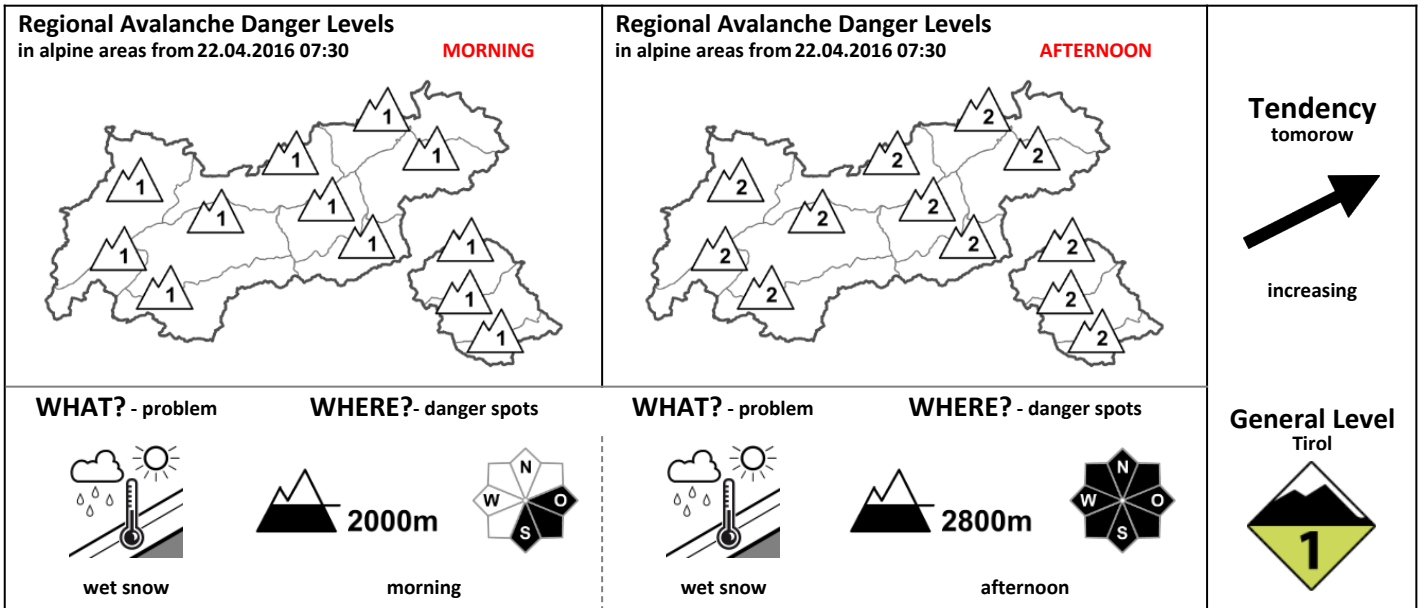 Regional Avalanche Danger Levels
in alpine areas from 22.04.2016 07:30 MORNING
1
1
1
1
1
1
1
1
1
1
1
1
1
Regional Avalanche Danger Levels
in alpine areas from 22.04.2016 07:30 AFTERNOON
2
2
2
2
2
2
2
2
2
2
2
2
2
Tendency
tomorow
increasing
WHAT? - problem
wet snow
WHERE? - danger spots
2000m
N
W O
S
morning
WHAT? - problem
wet snow
WHERE? - danger spots
2800m
N
W O
S
afternoon
General Level
Tirol
1